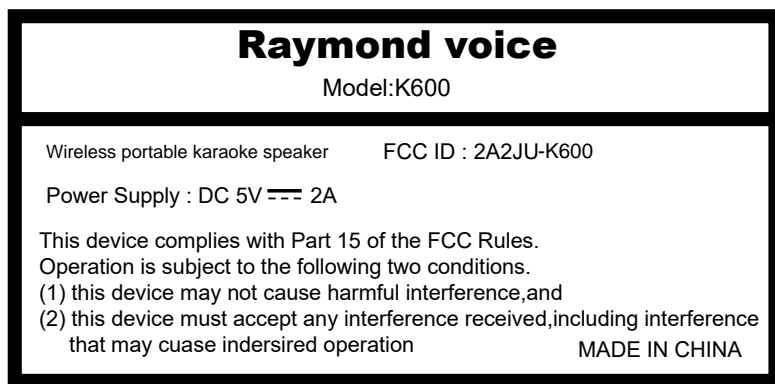 Raymond voice
Model:K600
Wireless portable karaoke speaker FCC ID : 2A2JU-K600
Power Supply : DC 5V ⎓ 2A
This device complies with Part 15 of the FCC Rules.
Operation is subject to the following two conditions.
(1) this device may not cause harmful interference,and
(2) this device must accept any interference received,including interference
that may cuase indersired operation MADE IN CHINA